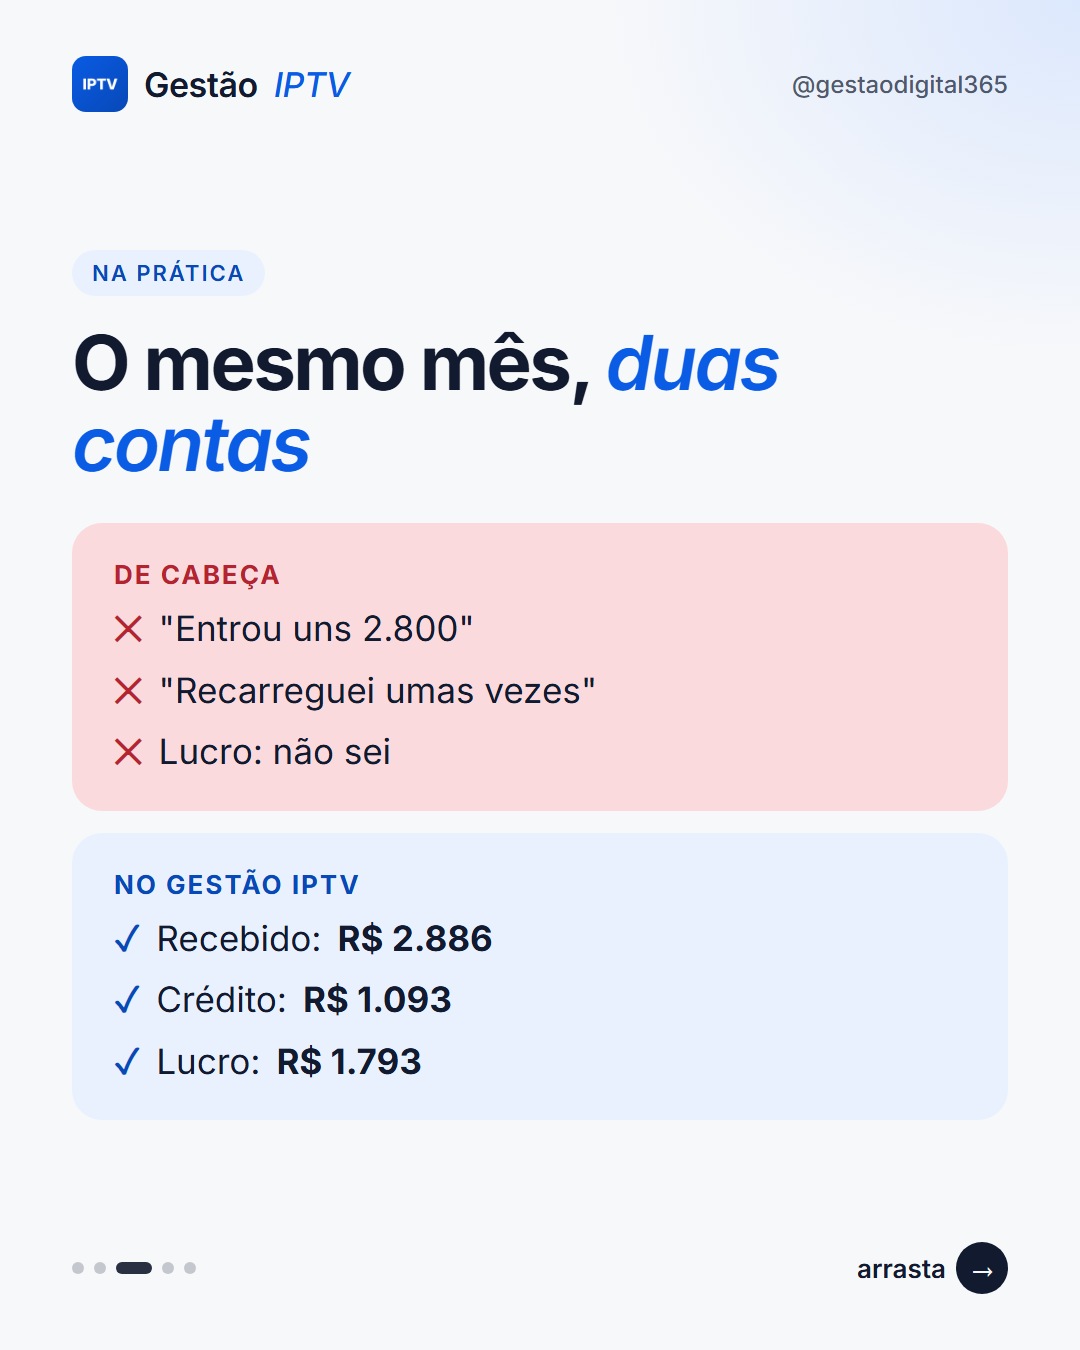 IPTV Gestão IPTV
@gestaodigital365
NA PRÁTICA
O mesmo mês, duas
contas
DE CABEÇA
"Entrou uns 2.800"
"Recarreguei umas vezes"
Lucro: não sei
NO GESTÃO IPTV
Recebido: R$ 2.886
Crédito: R$ 1.093
Lucro: R$ 1.793
arrasta →